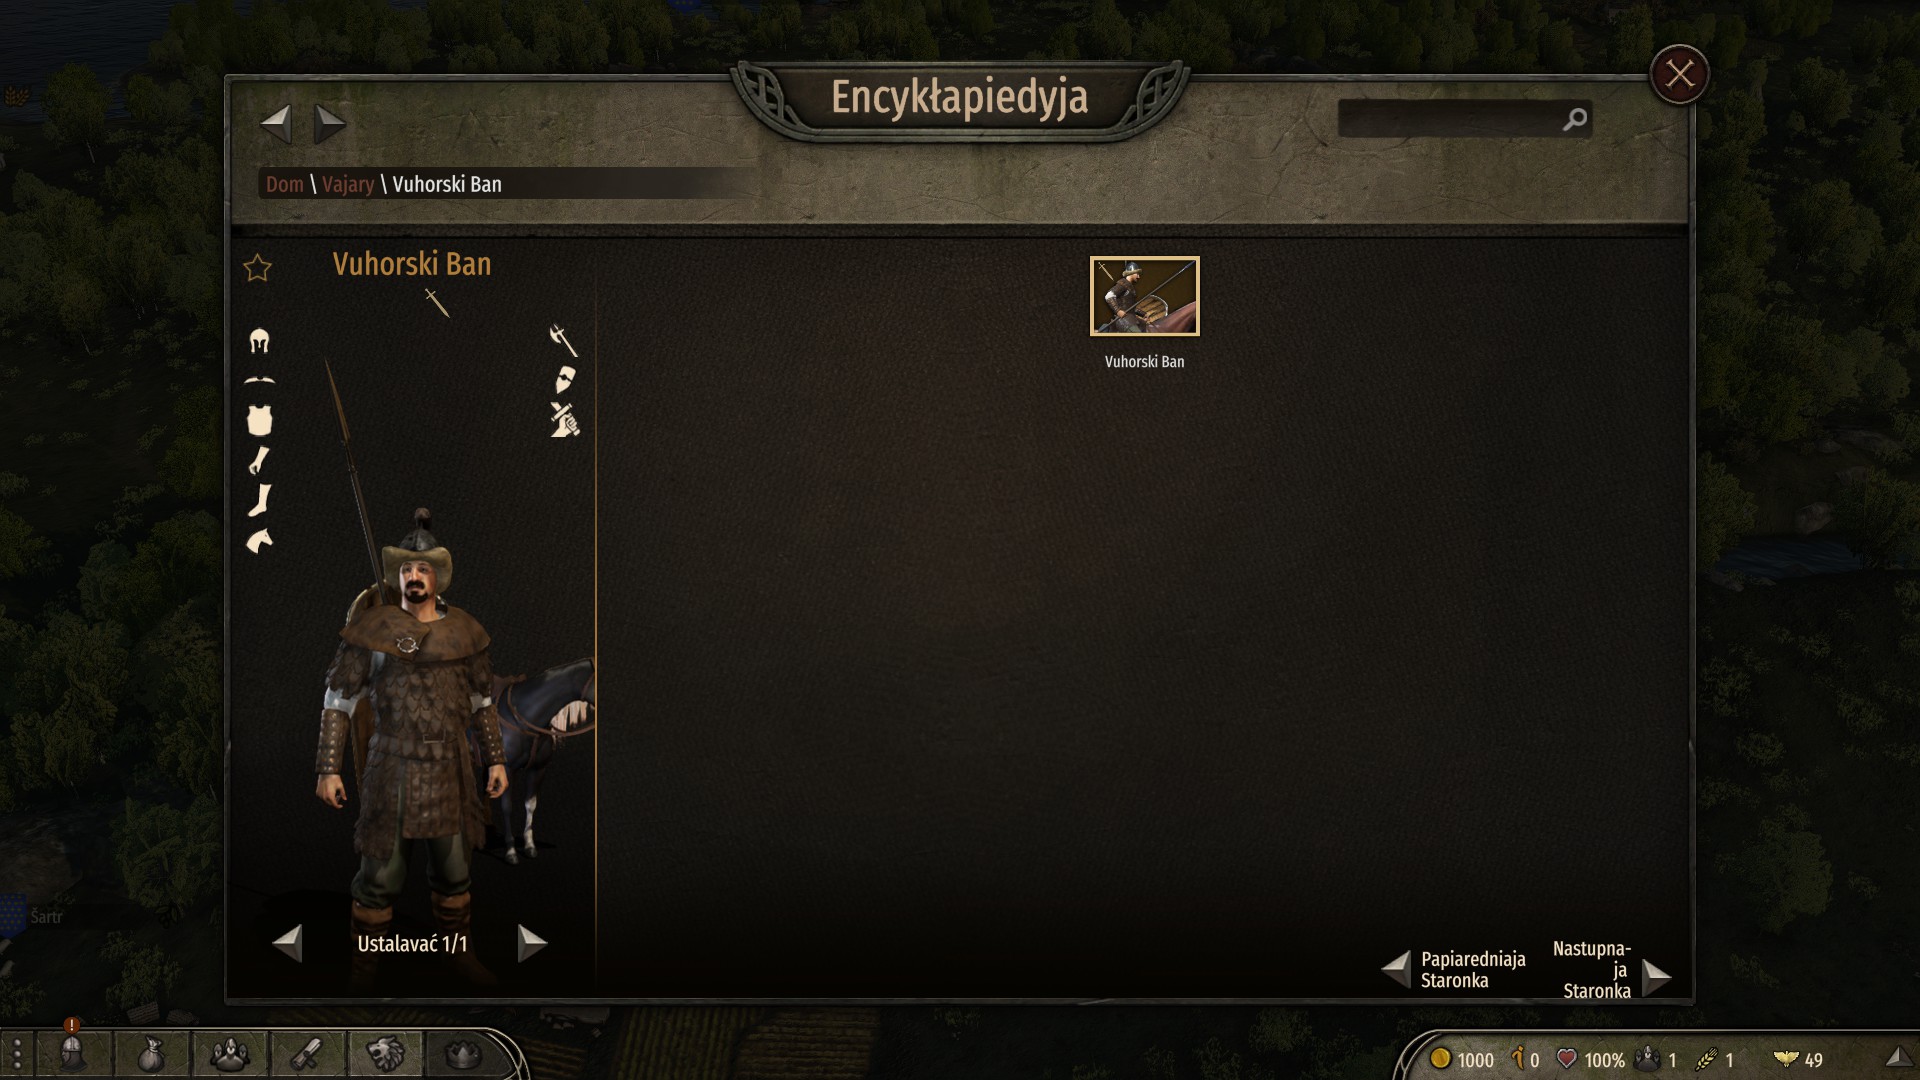 Encykłapiedyja
Dom \ Vajary \ Vuhorski Ban
Vuhorski Ban
Vuhorski Ban
Ustalavać 1/1
Papiaredniaja
Staronka
Nastupna-
ja
Staronka
Šartr
!
1000 0 100% 1 1 49